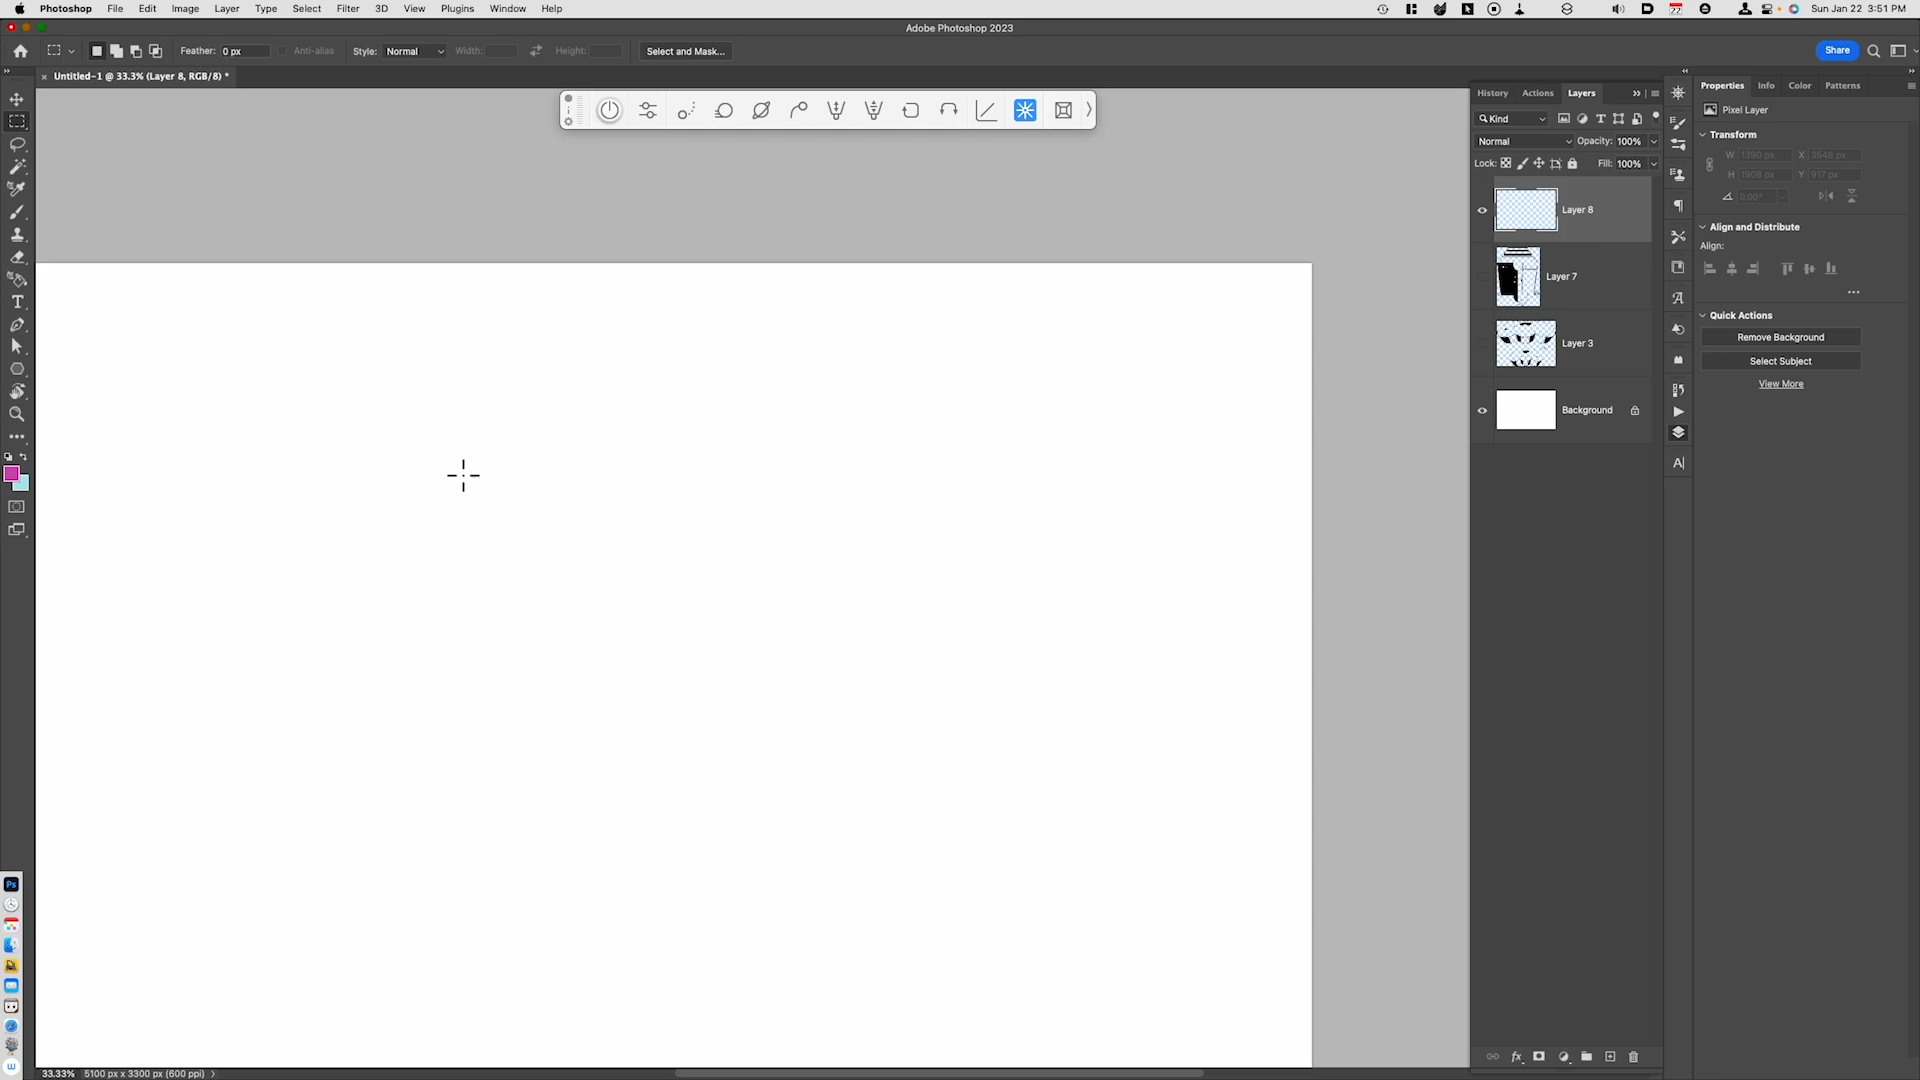 Photoshop File Edit Image Layer Type Select Filter 3D View Plugins Window Help
22 Sun Jan 22 3:51 PM
Adobe Photoshop 2023
Feather: 0 px Anti-alias Style: Normal Width: Height: Select and Mask... Share
Untitled-1 @ 33.3% (Layer 8, RGB/8) *
History Actions Layers
Kind
Normal Opacity: 100%
Lock: Fill: 100%
Layer 8
Layer 7
Layer 3
Background
Properties Info Color Patterns
Pixel Layer
Transform
W 1390 px X 3546 px
H 1908 px Y 917 px
0.00°
Align and Distribute
Align:
Quick Actions
Remove Background
Select Subject
View More
Ps
33.33% 5100 px x 3300 px (600 ppi)